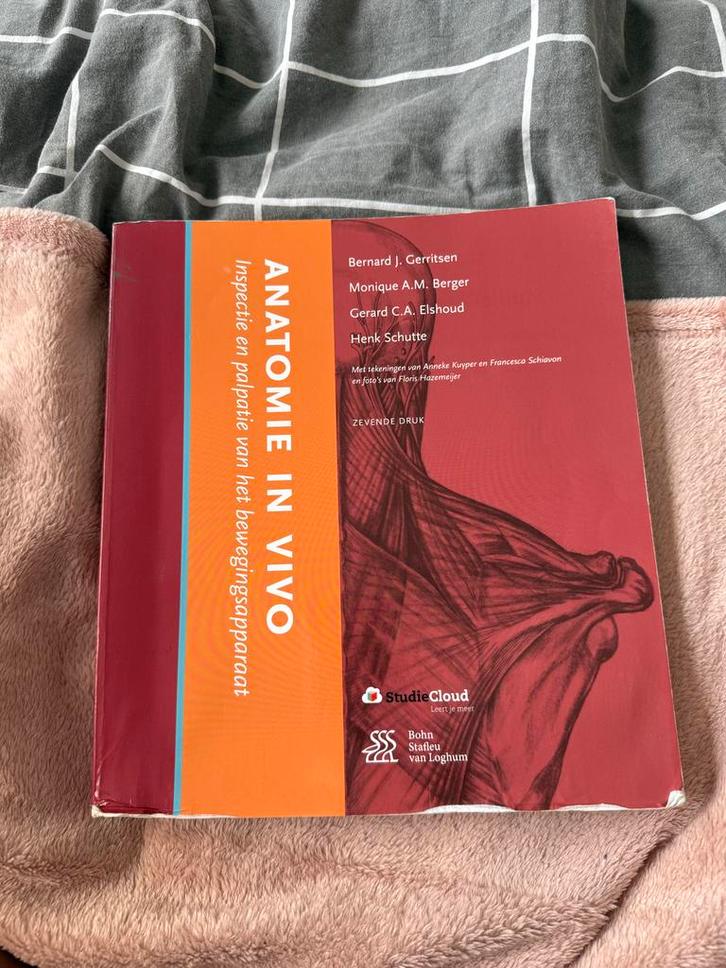 ANATOMIE IN VIVO
Inspectie en palpatie van het bewegingsapparaat
Bernard J. Gerritsen
Monique A.M. Berger
Gerard C.A. Elshoud
Henk Schutte
Met tekeningen van Anneke Kuyper en Francesca Schiavon
en foto's van Floris Hazemeijer
ZEVENDE DRUK
StudieCloud
Leert je meer
Bohn
Stafleu
van Loghum